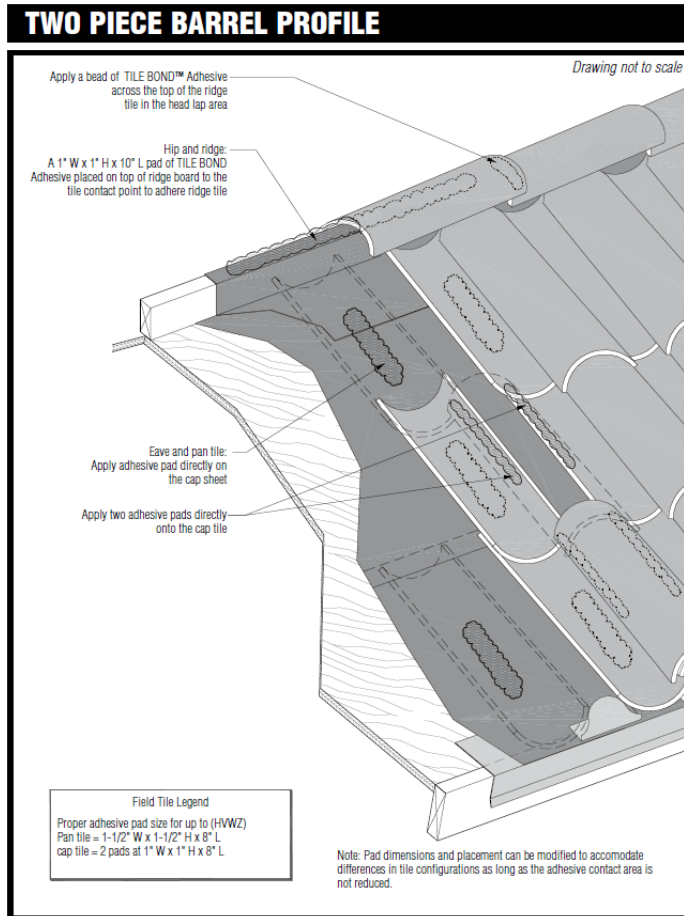 TWO PIECE BARREL PROFILE
Drawing not to scale
Apply a bead of TILE BOND™ Adhesive
across the top of the ridge
tile in the head lap area
Hip and ridge:
A 1" W x 1" H x 10" L pad of TILE BOND
Adhesive placed on top of ridge board to the
tile contact point to adhere ridge tile
Eave and pan tile:
Apply adhesive pad directly on
the cap sheet
Apply two adhesive pads directly
onto the cap tile
Field Tile Legend
Proper adhesive pad size for up to (HVWZ)
Pan tile = 1-1/2" W x 1-1/2" H x 8" L
cap tile = 2 pads at 1" W x 1" H x 8" L
Note: Pad dimensions and placement can be modified to accomodate
differences in tile configurations as long as the adhesive contact area is
not reduced.